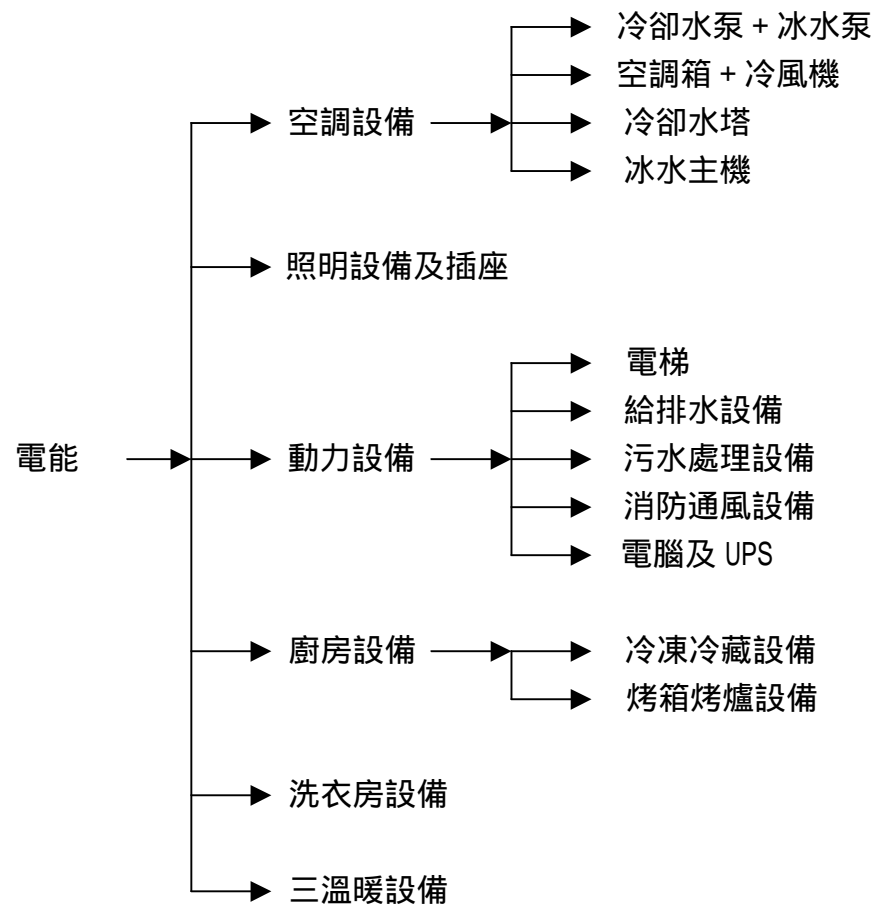 冷卻水泵 + 冰水泵
空調箱 + 冷風機
空調設備
冷卻水塔
冰水主機
照明設備及插座
電梯
給排水設備
電能
動力設備
污水處理設備
消防通風設備
電腦及 UPS
廚房設備
冷凍冷藏設備
烤箱烤爐設備
洗衣房設備
三溫暖設備